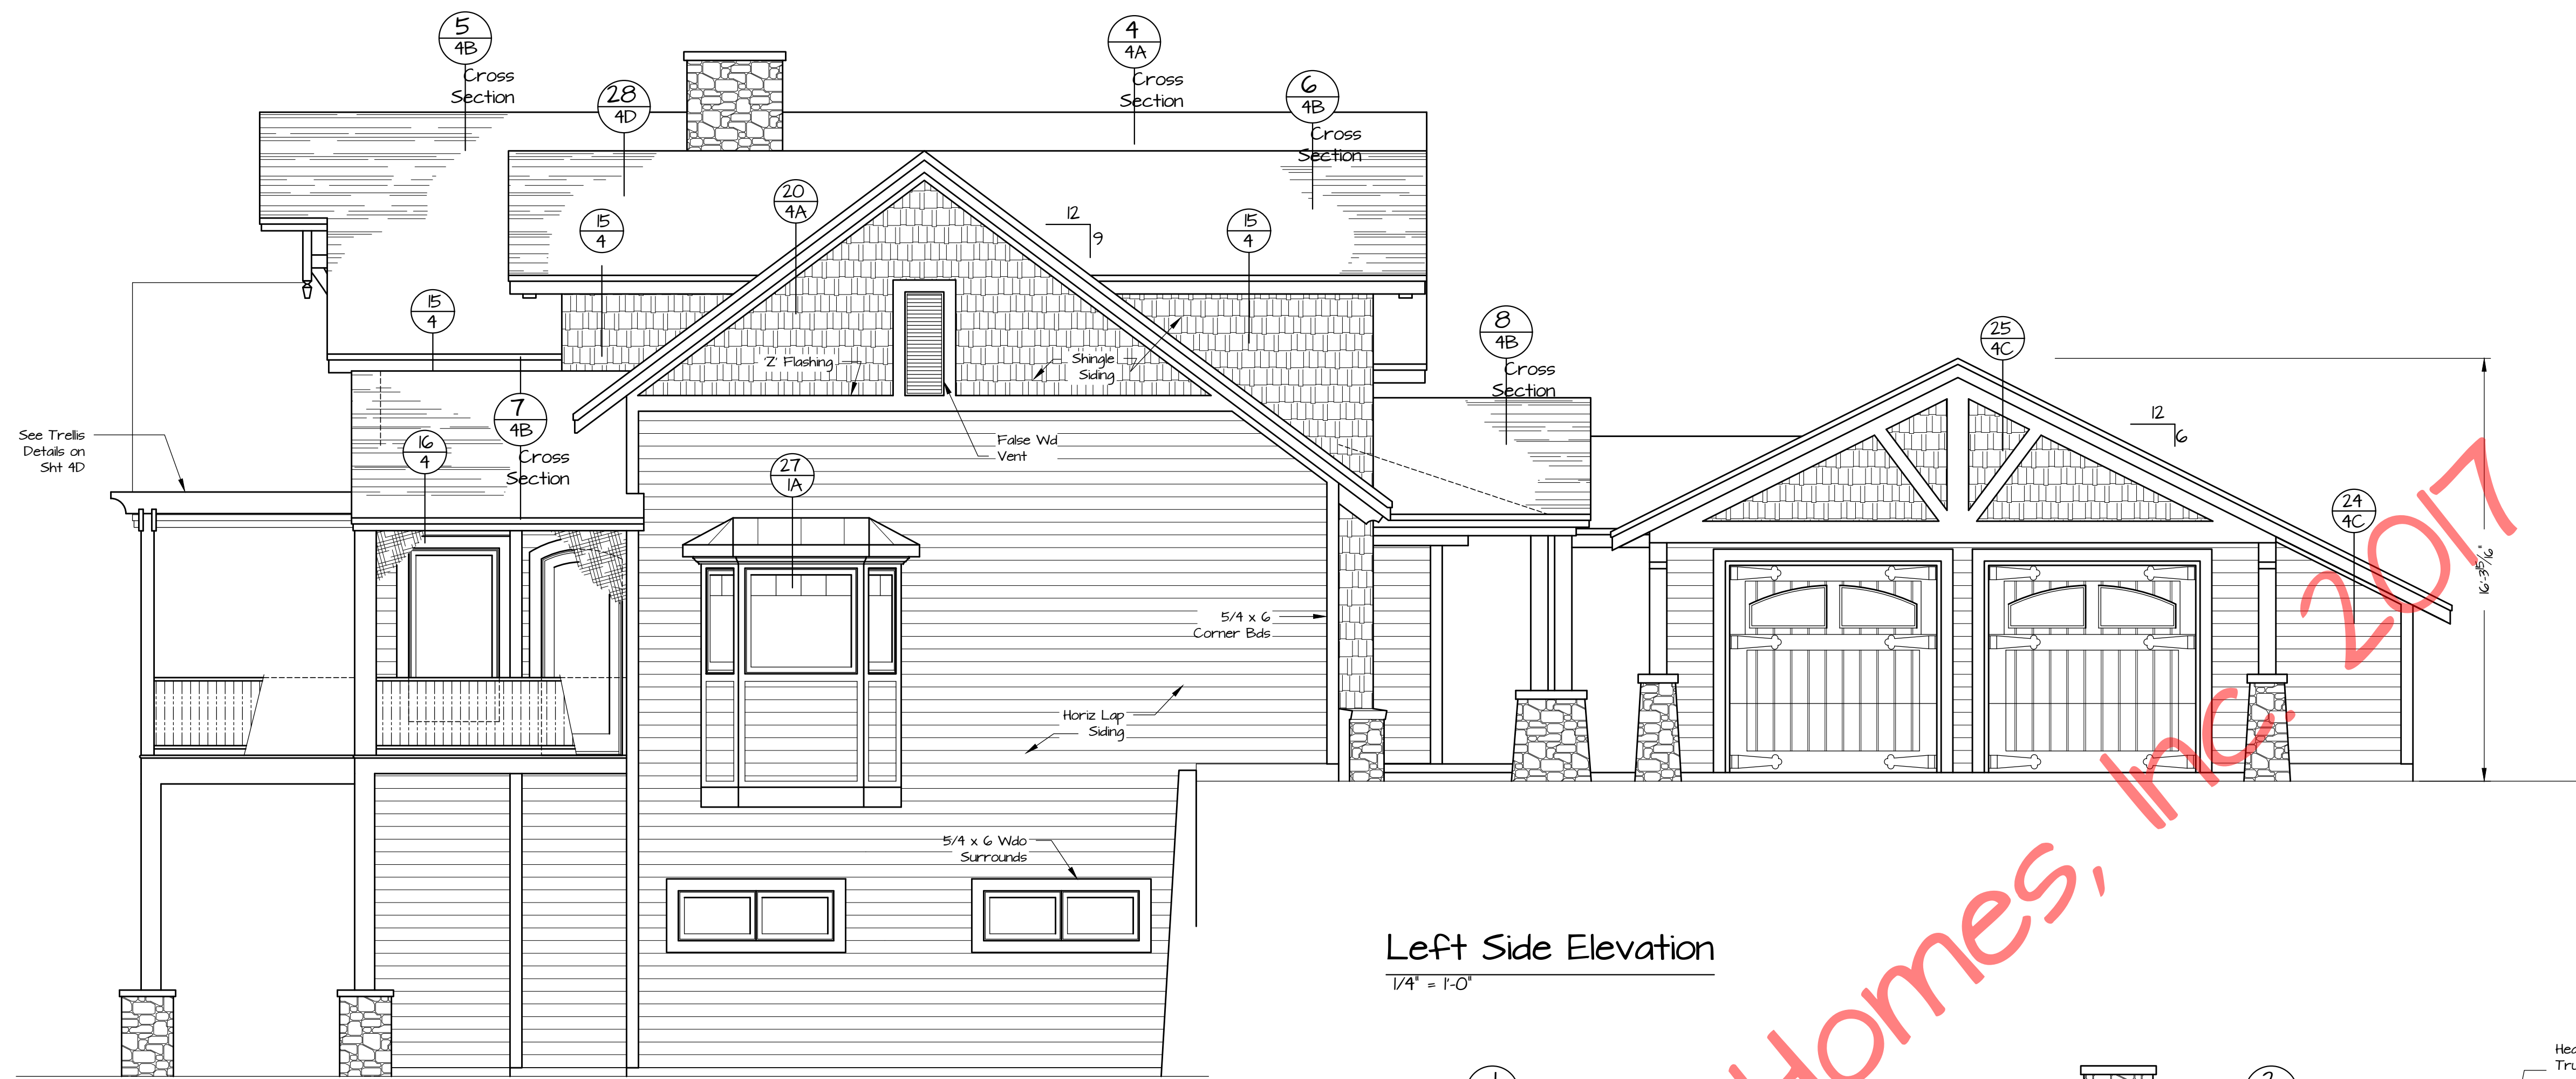 5
4B
Cross
Section
4
4A
Cross
Section
28
4D
6
4B
Cross
Section
20
4A
15
4
15
4
12
9
15
4
8
4B
Cross
Section
25
4C
'Z' Flashing
Shingle
Siding
7
4B
Cross
Section
12
6
See Trellis
Details on
Sht 4D
16
4
False Wd
Vent
27
1A
24
4C
16'-3 15/16"
5/4 x 6
Corner Bds
Horiz Lap
Siding
5/4 x 6 Wdo
Surrounds
Left Side Elevation
1/4" = 1'-0"
Homes, Inc. 2017
1
2